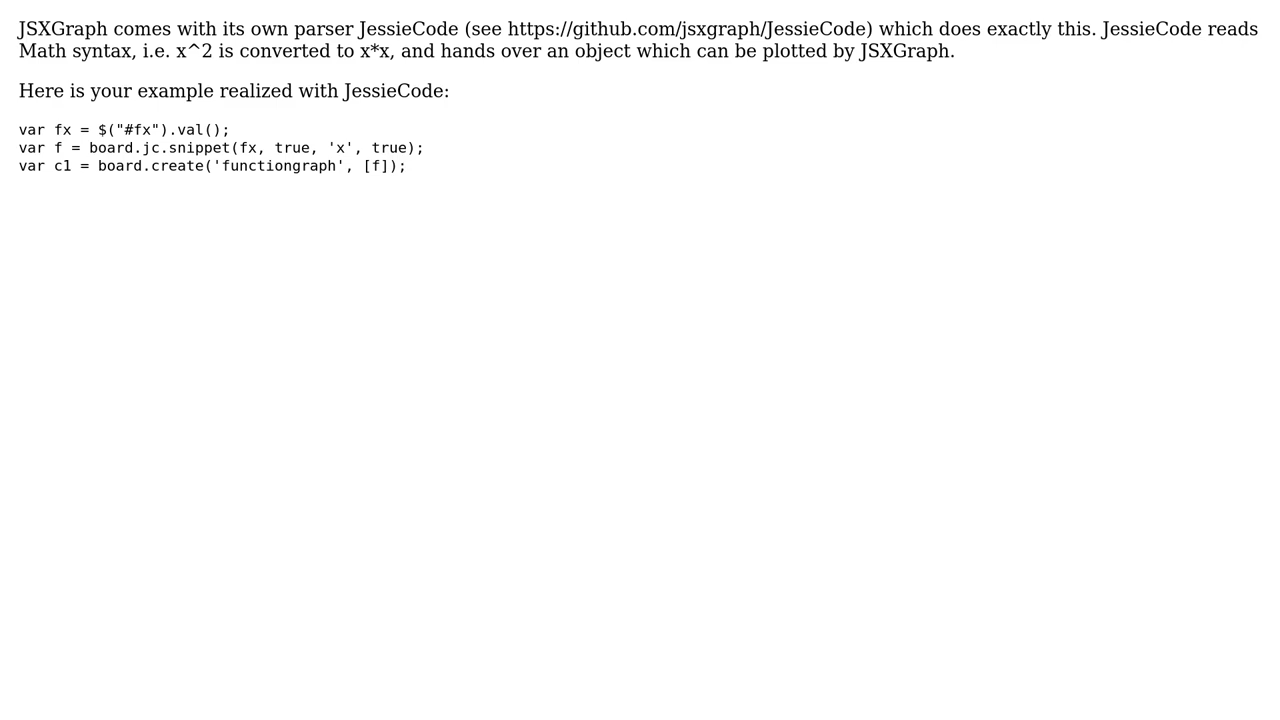 JSXGraph comes with its own parser JessieCode (see https://github.com/jsxgraph/JessieCode) which does exactly this. JessieCode reads
Math syntax, i.e. x^2 is converted to x*x, and hands over an object which can be plotted by JSXGraph.
Here is your example realized with JessieCode:
var fx = $("#fx").val();
var f = board.jc.snippet(fx, true, 'x', true);
var c1 = board.create('functiongraph', [f]);